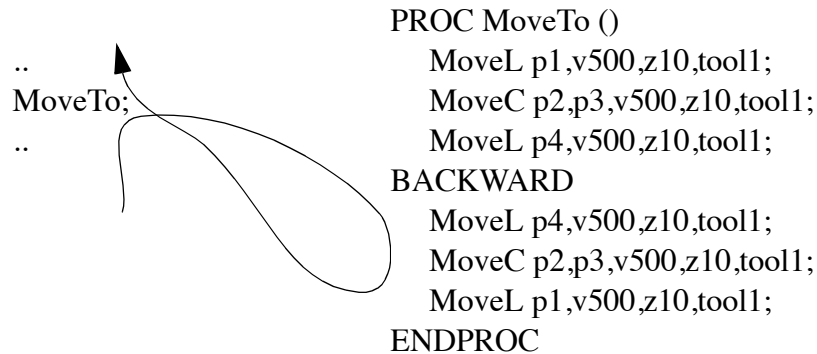 ..
MoveTo;
..
PROC MoveTo ()
MoveL p1,v500,z10,tool1;
MoveC p2,p3,v500,z10,tool1;
MoveL p4,v500,z10,tool1;
BACKWARD
MoveL p4,v500,z10,tool1;
MoveC p2,p3,v500,z10,tool1;
MoveL p1,v500,z10,tool1;
ENDPROC